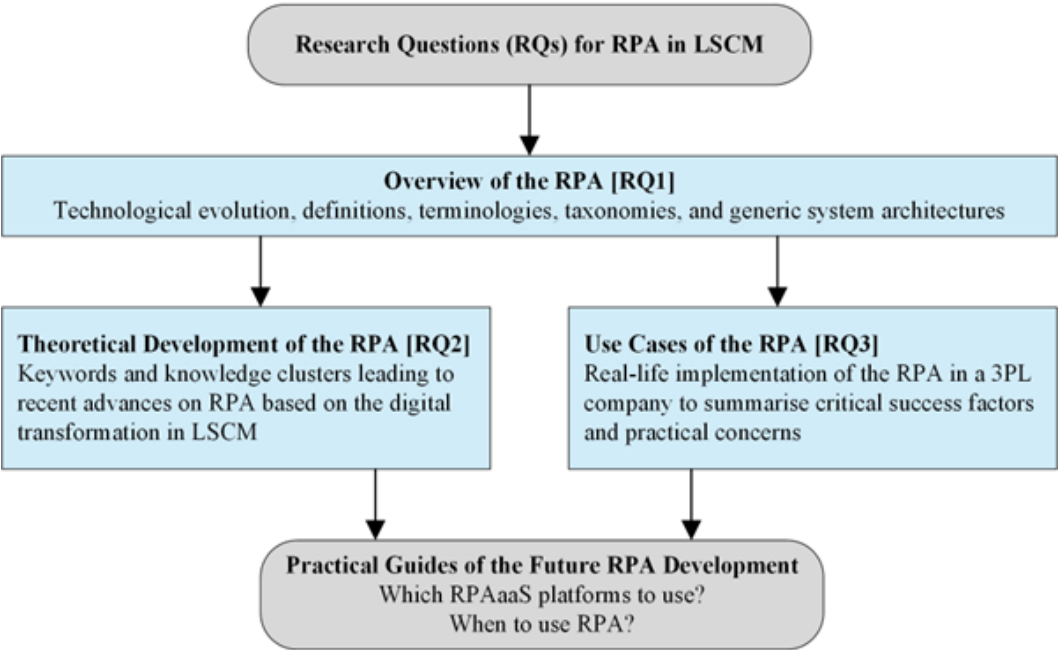 Research Questions (RQs) for RPA in LSCM
Overview of the RPA [RQ1]
Technological evolution, definitions, terminologies, taxonomies, and generic system architectures
Theoretical Development of the RPA [RQ2]
Keywords and knowledge clusters leading to
recent advances on RPA based on the digital
transformation in LSCM
Use Cases of the RPA [RQ3]
Real-life implementation of the RPA in a 3PL
company to summarise critical success factors
and practical concerns
Practical Guides of the Future RPA Development
Which RPAaaS platforms to use?
When to use RPA?